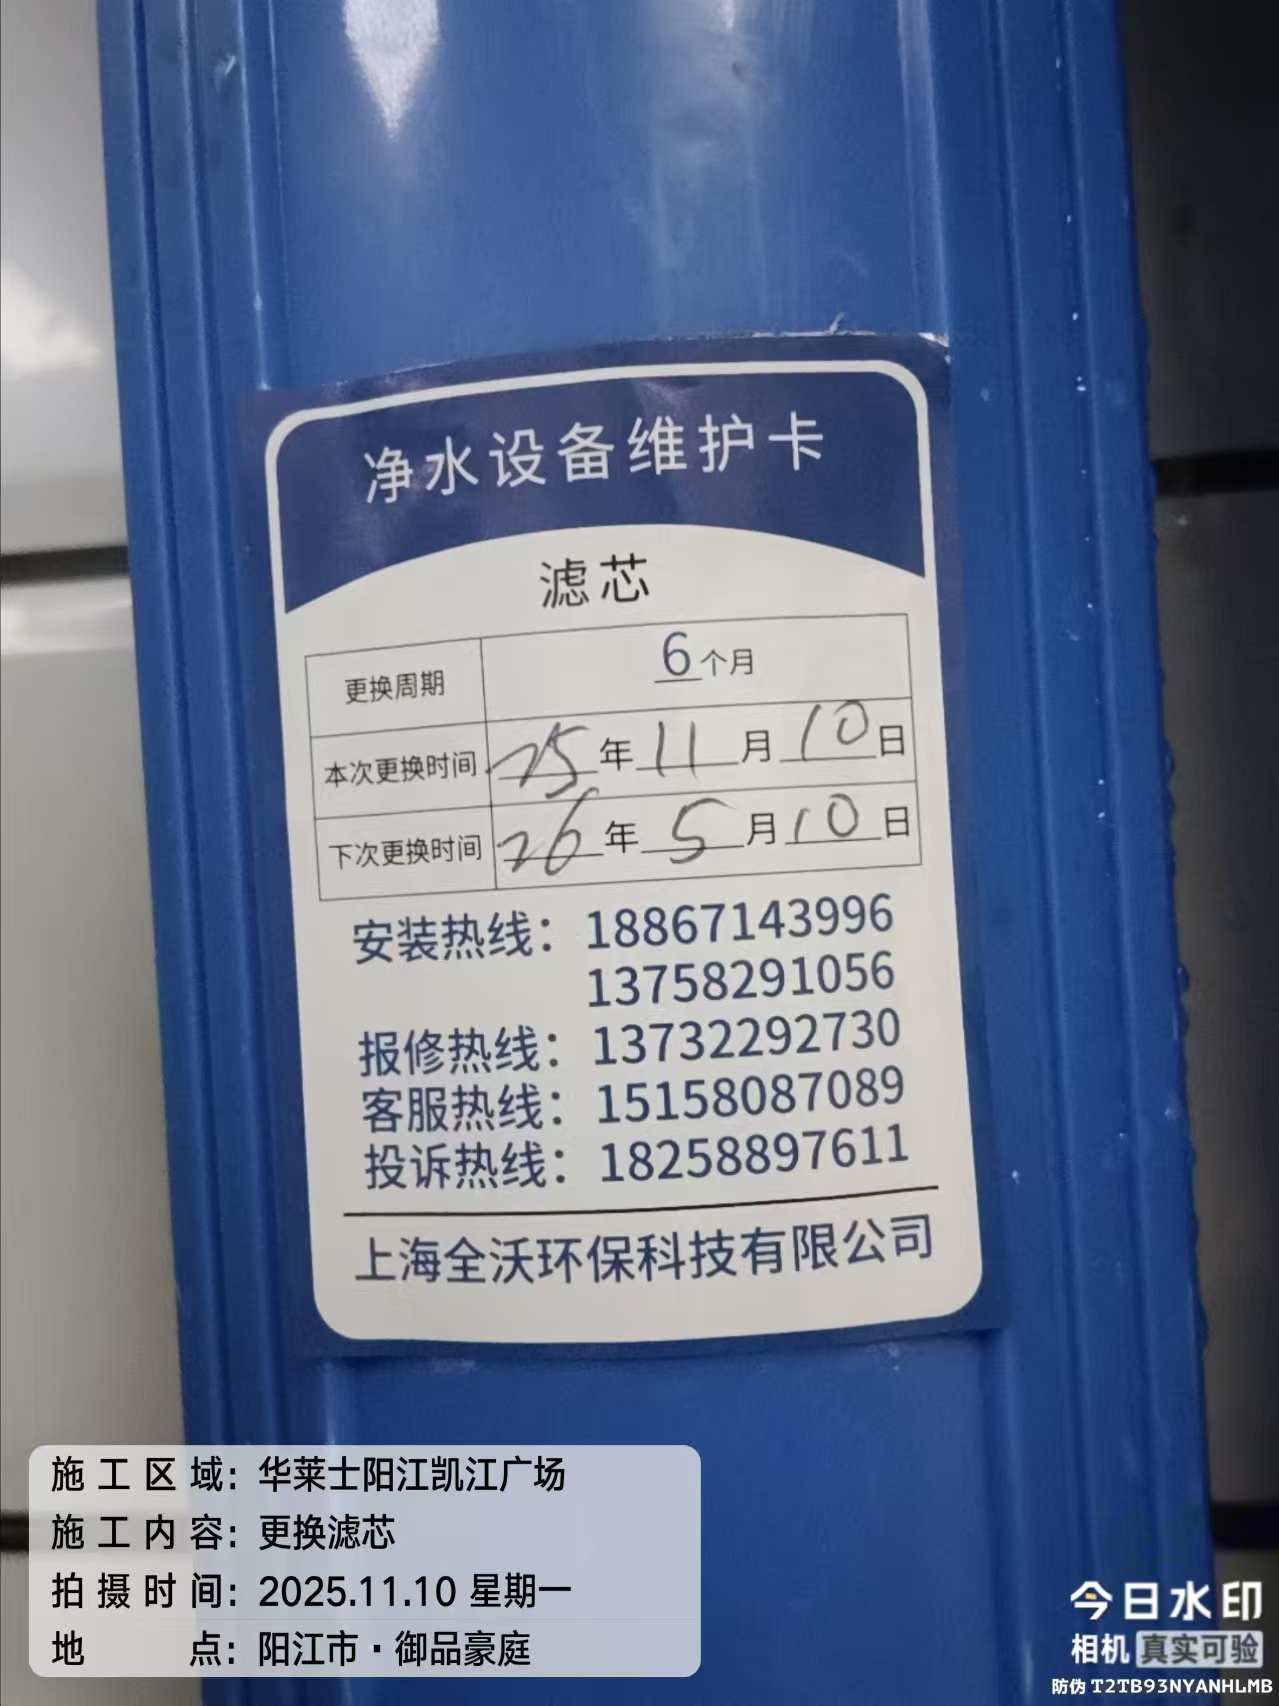 净水设备维护卡
滤芯
更换周期 6个月
本次更换时间 25年11月10日
下次更换时间 26年5月10日
安装热线：18867143996
13758291056
报修热线：13732292730
客服热线：15158087089
投诉热线：18258897611
上海全沃环保科技有限公司
施工区域：华莱士阳江凯江广场
施工内容：更换滤芯
拍摄时间：2025.11.10 星期一
地点：阳江市·御品豪庭
今日水印
相机 真实可验
防伪 T2TB93NYANHLMB